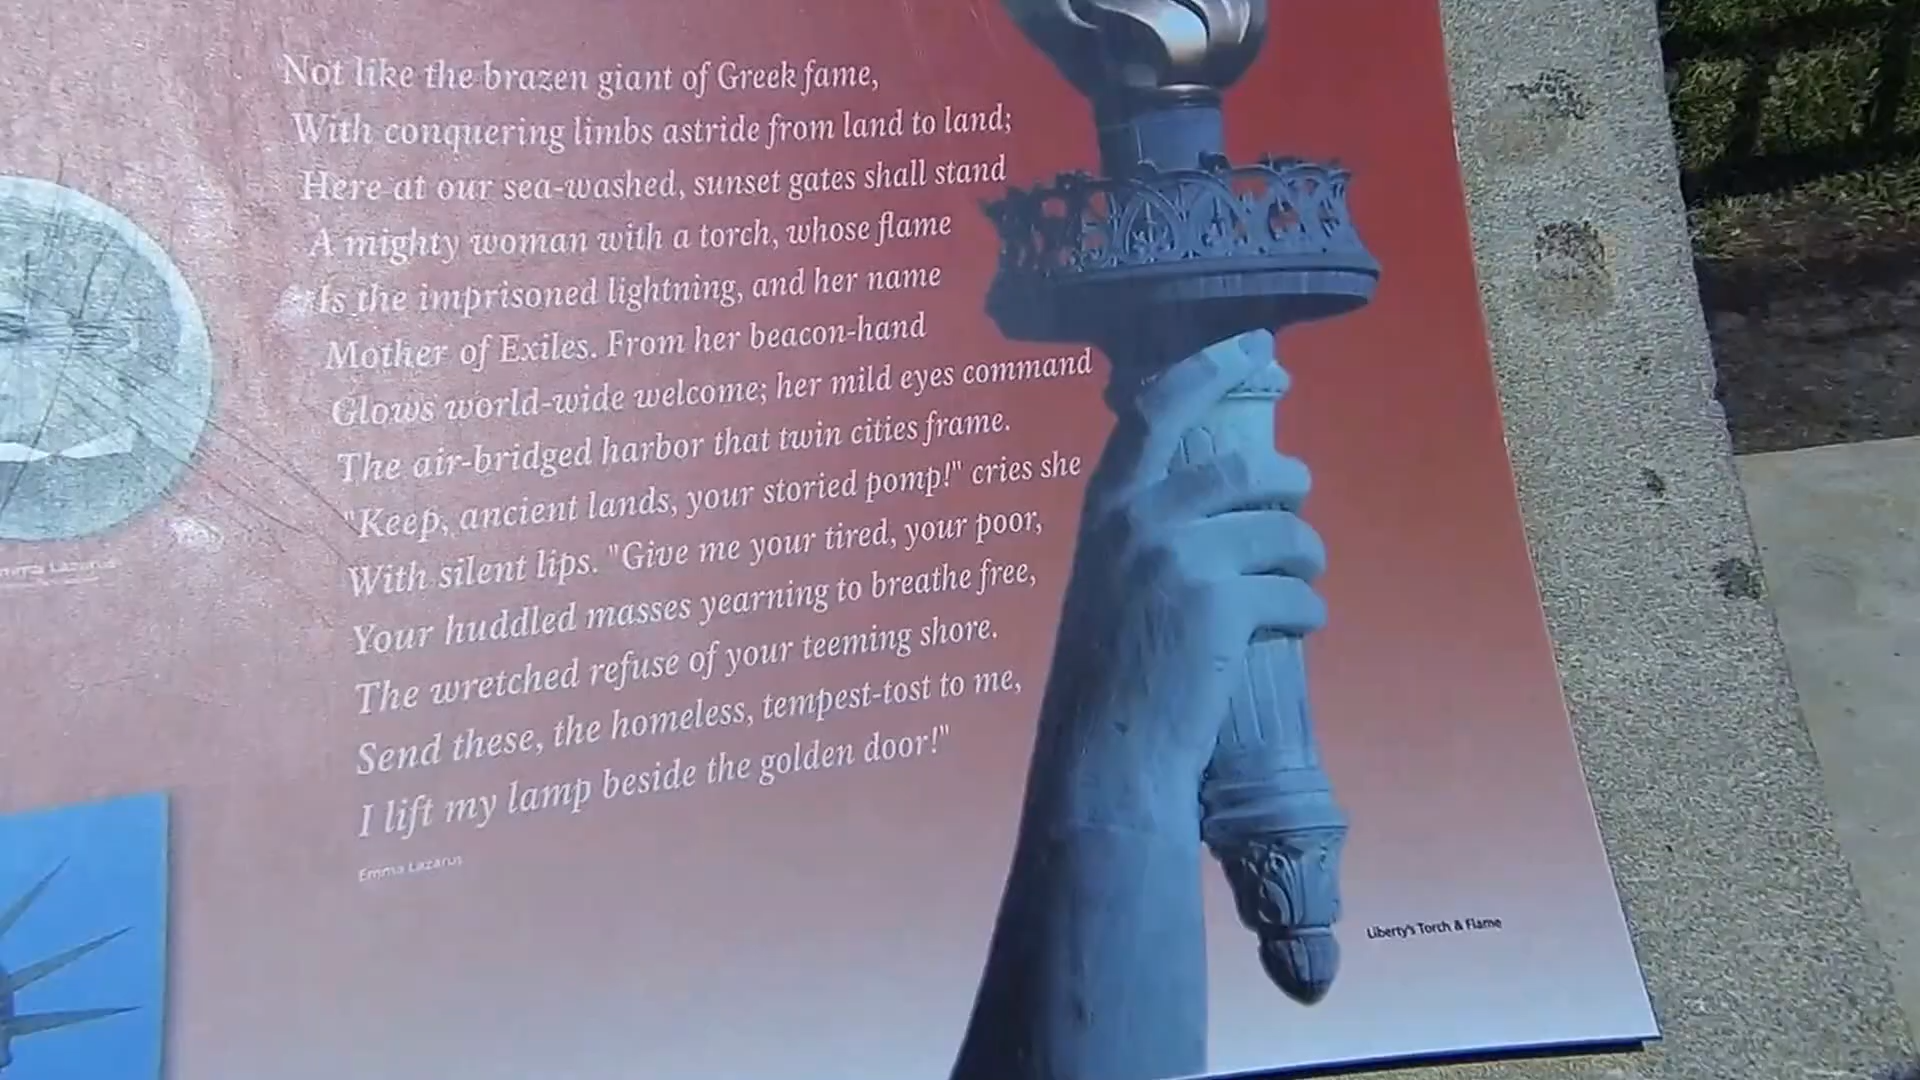 Not like the brazen giant of Greek fame,
With conquering limbs astride from land to land;
Here at our sea-washed, sunset gates shall stand
A mighty woman with a torch, whose flame
Is the imprisoned lightning, and her name
Mother of Exiles. From her beacon-hand
Glows world-wide welcome; her mild eyes command
The air-bridged harbor that twin cities frame.
"Keep, ancient lands, your storied pomp!" cries she
With silent lips. "Give me your tired, your poor,
Your huddled masses yearning to breathe free,
The wretched refuse of your teeming shore.
Send these, the homeless, tempest-tost to me,
I lift my lamp beside the golden door!"
Emma Lazarus
Lazarus
Liberty's Torch & Flame